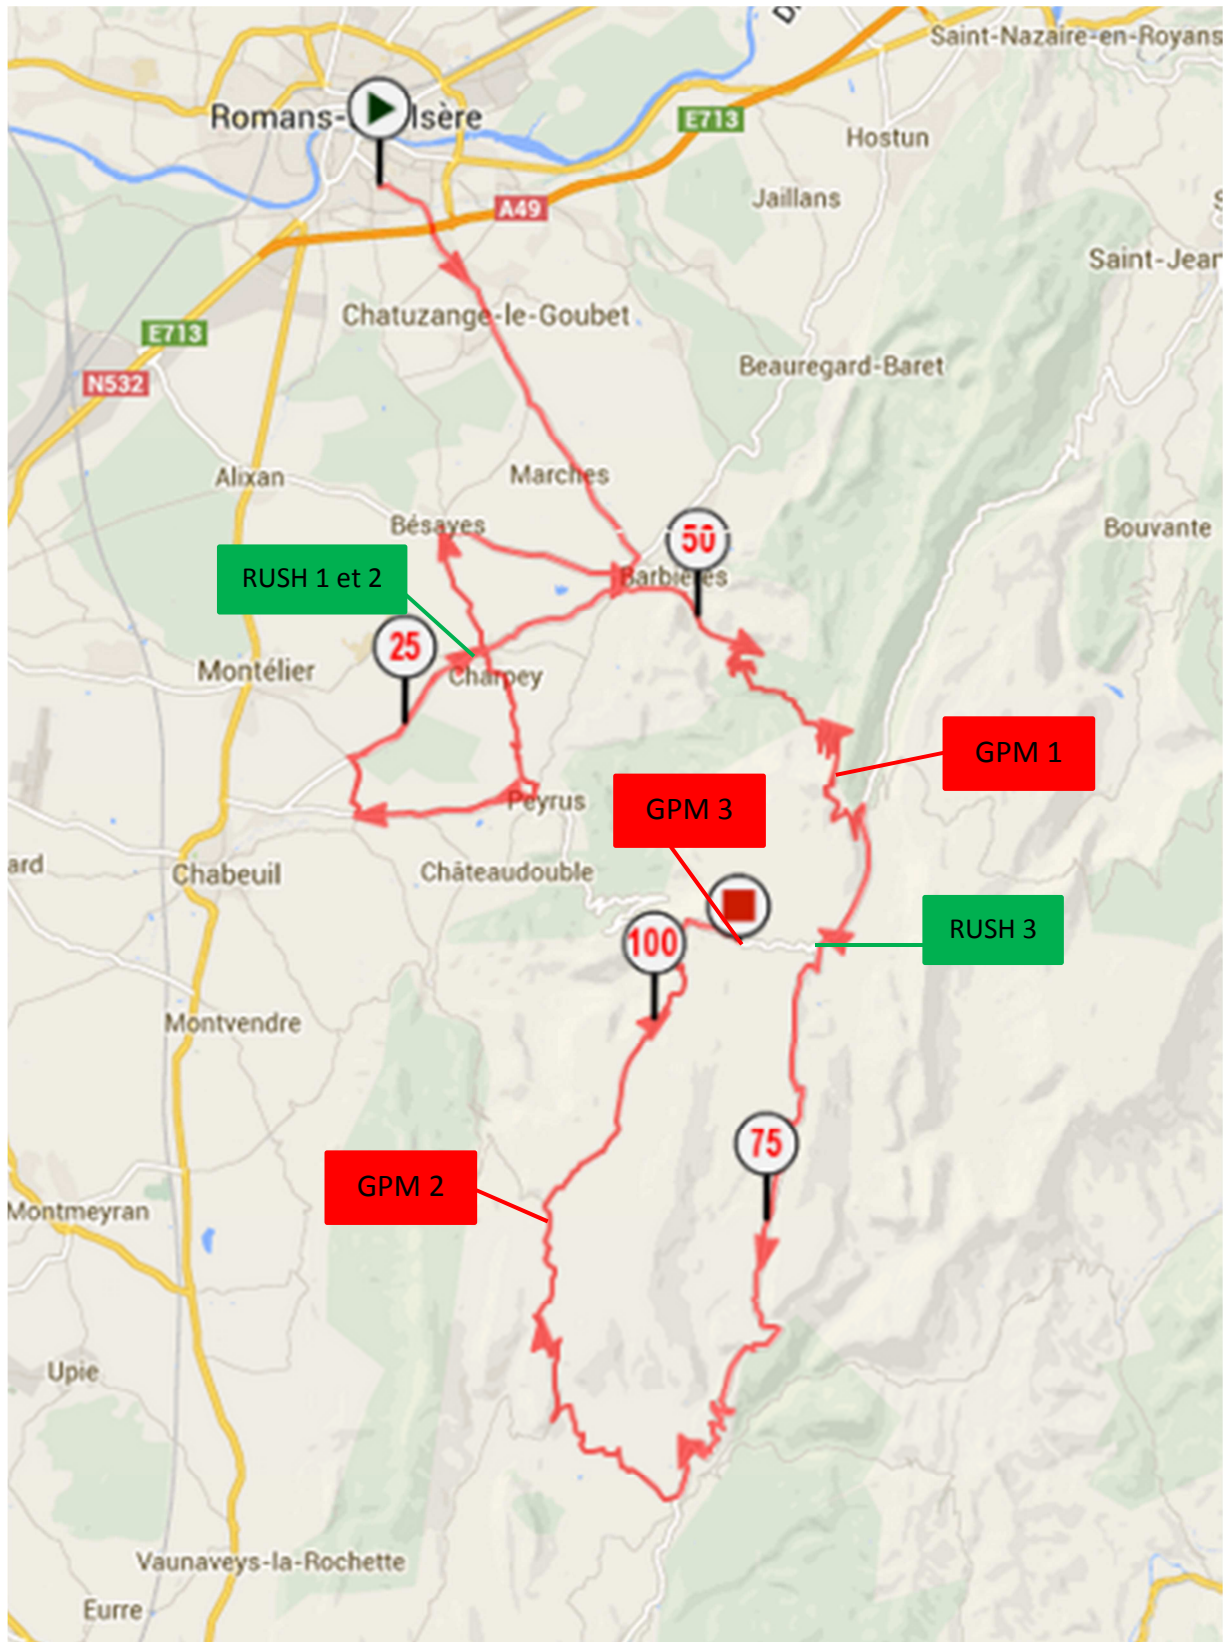 Saint-Nazaire-en-Royans
Romans- Isère
E713
Hostun
Jaillans
A49
Saint-Jear
Chatuzange-le-Goubet
E713
Beauregard-Baret
N532
Marches
Alixan
Bésayes
Bouvante
50
RUSH 1 et 2
Barbières
25
Montélier
Charpey
GPM 1
Peyrus
GPM 3
ard
Chabeuil
Châteaudouble
RUSH 3
100
Montvendre
75
GPM 2
Montmeyran
Upie
Vaunaveys-la-Rochette
Eurre